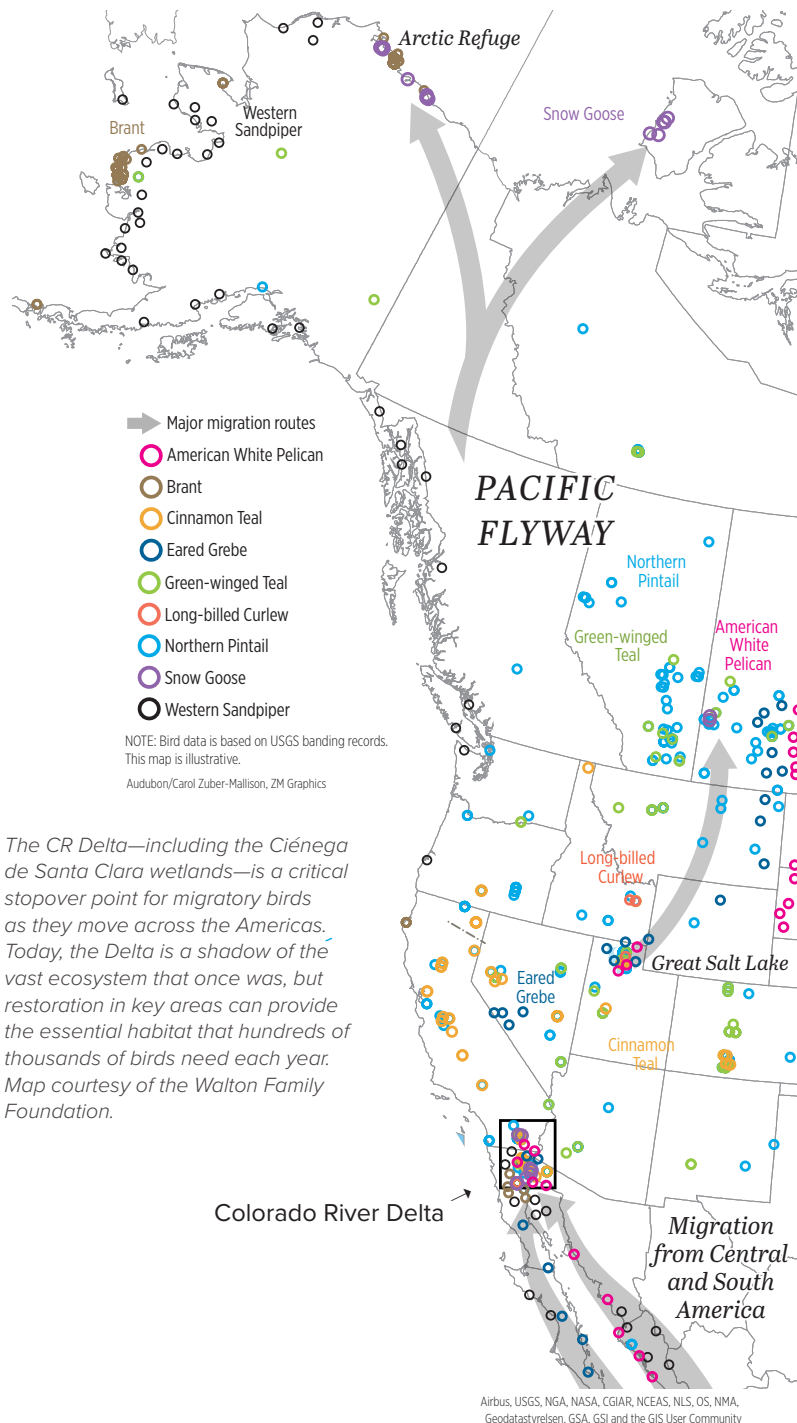 Arctic Refuge
Snow Goose
Western
Sandpiper
Brant
Major migration routes
American White Pelican
Brant
Cinnamon Teal
Eared Grebe
Green-winged Teal
Long-billed Curlew
Northern Pintail
Snow Goose
Western Sandpiper
NOTE: Bird data is based on USGS banding records.
This map is illustrative.
Audubon/Carol Zuber-Mallison, ZM Graphics
PACIFIC
FLYWAY
Northern
Pintail
Green-winged
Teal
American
White
Pelican
The CR Delta—including the Ciénega
de Santa Clara wetlands—is a critical
stopover point for migratory birds
as they move across the Americas.
Today, the Delta is a shadow of the
vast ecosystem that once was, but
restoration in key areas can provide
the essential habitat that hundreds of
thousands of birds need each year.
Map courtesy of the Walton Family
Foundation.
Long-billed
Curlew
Great Salt Lake
Eared
Grebe
Cinnamon
Teal
Colorado River Delta
Migration
from Central
and South
America
Airbus, USGS, NGA, NASA, CGIAR, NCEAS, NLS, OS, NMA,
Geodatastyrelsen, GSA, GSI and the GIS User Community